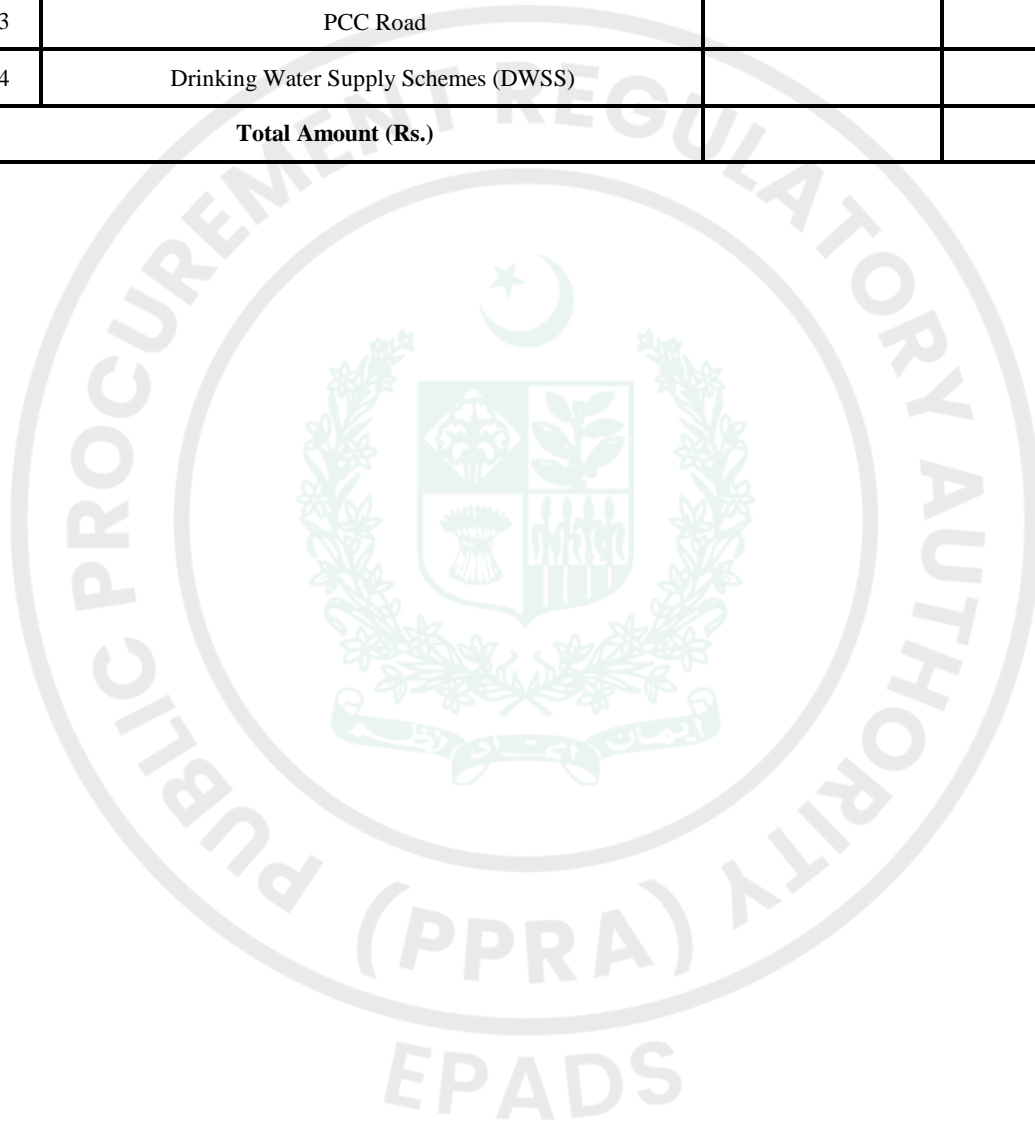 3 PCC Road
4 Drinking Water Supply Schemes (DWSS)
Total Amount (Rs.)
PUBLIC PROCUREMENT REGULATORY AUTHORITY
(PPRA)
EPADS